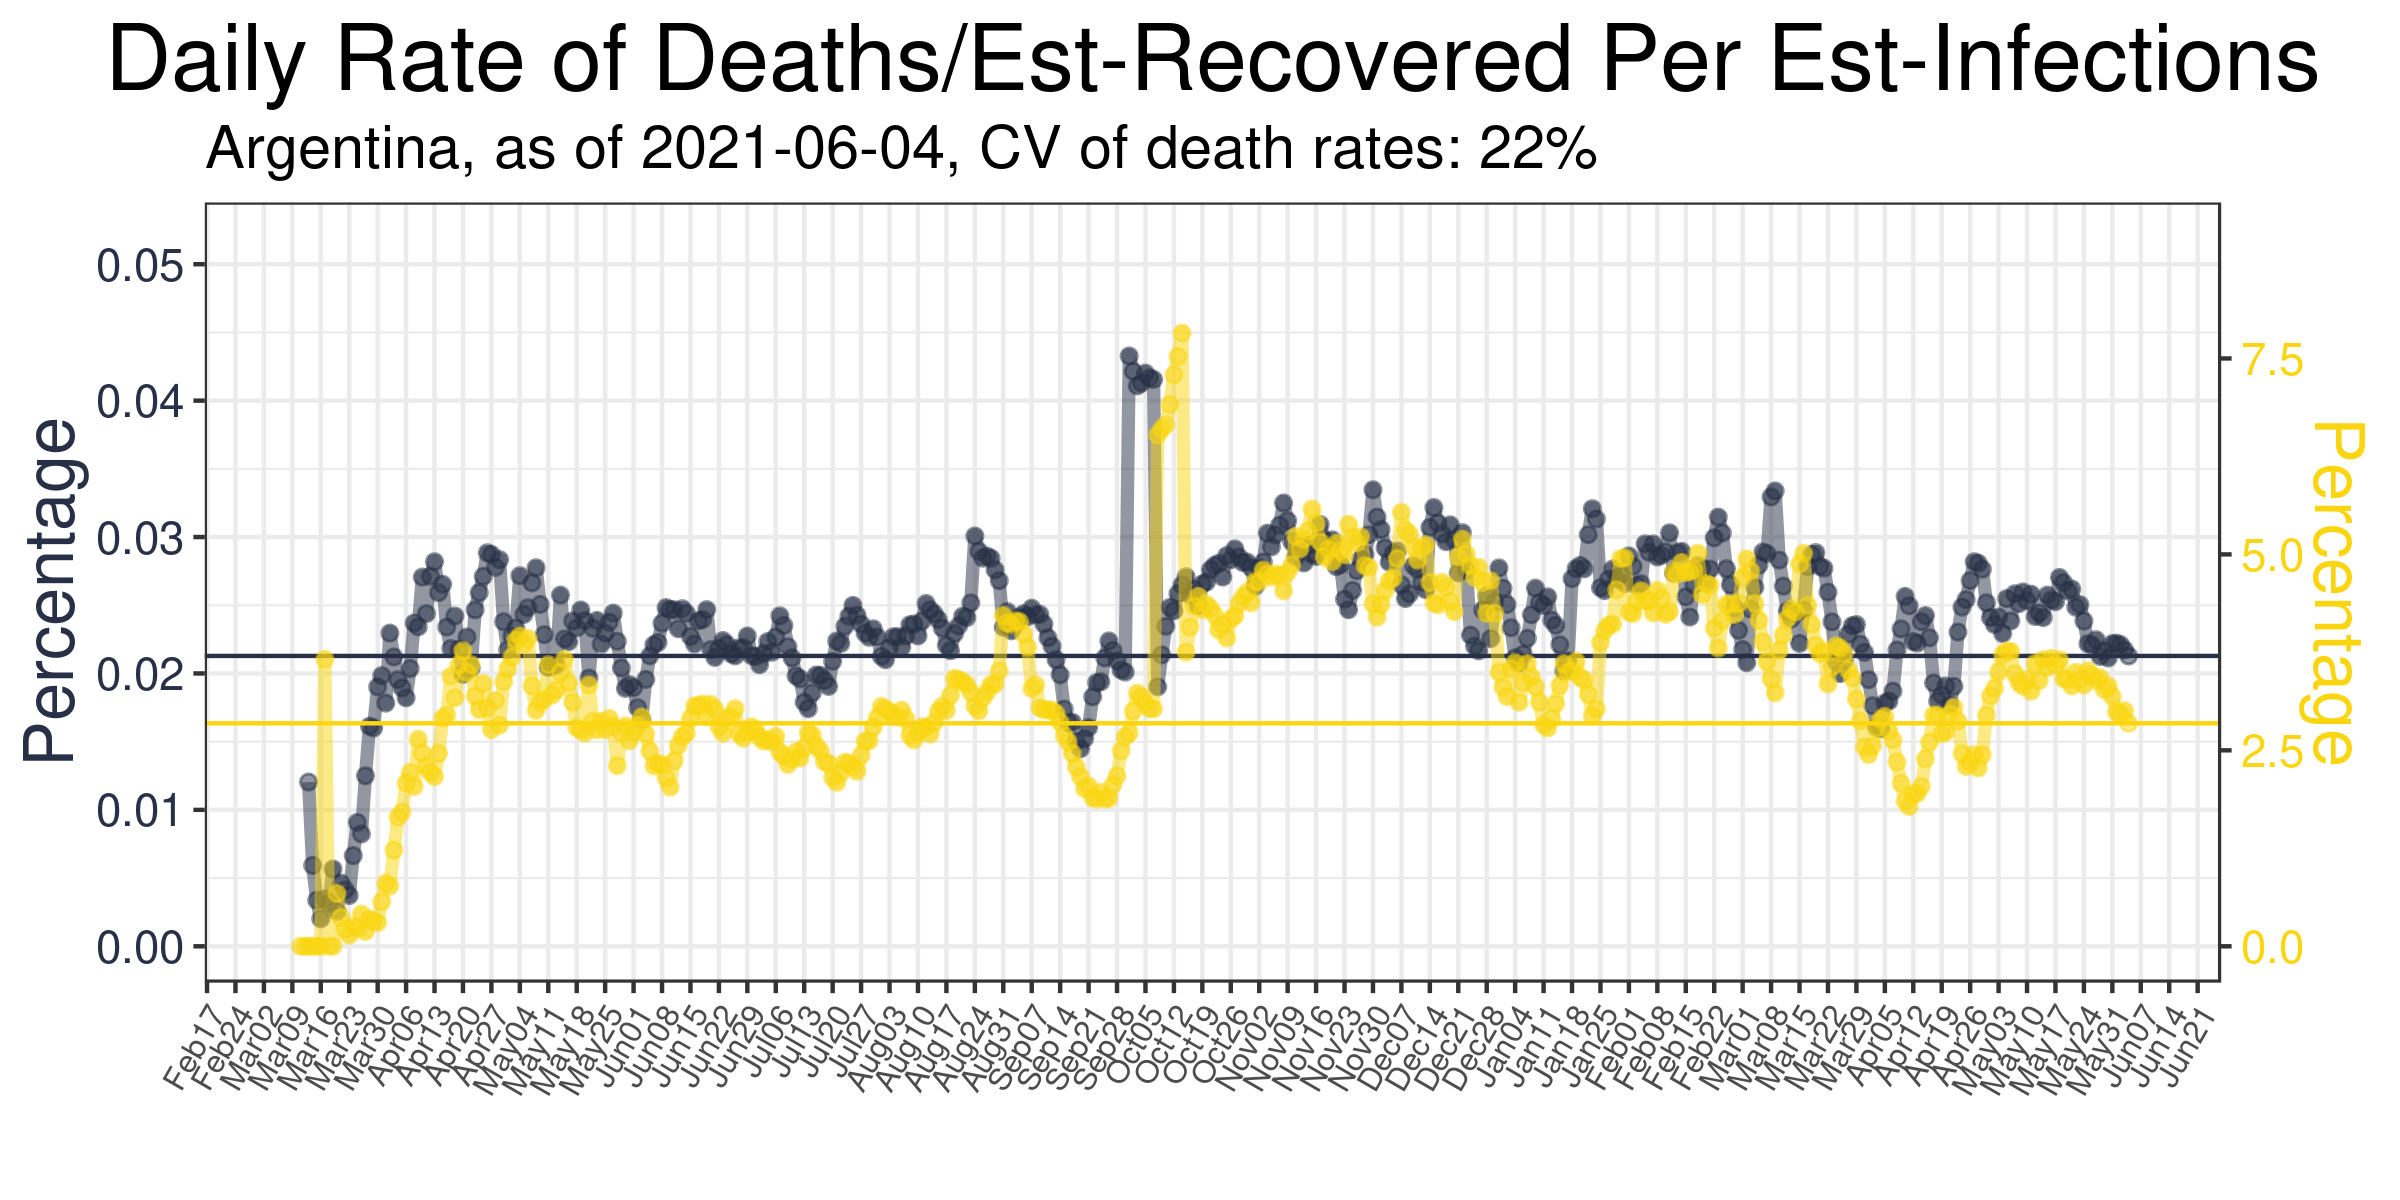 Daily Rate of Deaths/Est-Recovered Per Est-Infections
Argentina, as of 2021-06-04, CV of death rates: 22%
Percentage
0.05
0.04
0.03
0.02
0.01
0.00
7.5
5.0
2.5
0.0
Percentage
Feb17
Feb24
Mar02
Mar09
Mar16
Mar23
Mar30
Apr06
Apr13
Apr20
Apr27
May04
May11
May18
May25
Jun01
Jun08
Jun15
Jun22
Jun29
Jul06
Jul13
Jul20
Jul27
Aug03
Aug10
Aug17
Aug24
Aug31
Sep07
Sep14
Sep21
Sep28
Oct05
Oct12
Oct19
Oct26
Nov02
Nov09
Nov16
Nov23
Nov30
Dec07
Dec14
Dec21
Dec28
Jan04
Jan11
Jan18
Jan25
Feb01
Feb08
Feb15
Feb22
Mar01
Mar08
Mar15
Mar22
Mar29
Apr05
Apr12
Apr19
Apr26
May03
May10
May17
May24
May31
Jun07
Jun14
Jun21